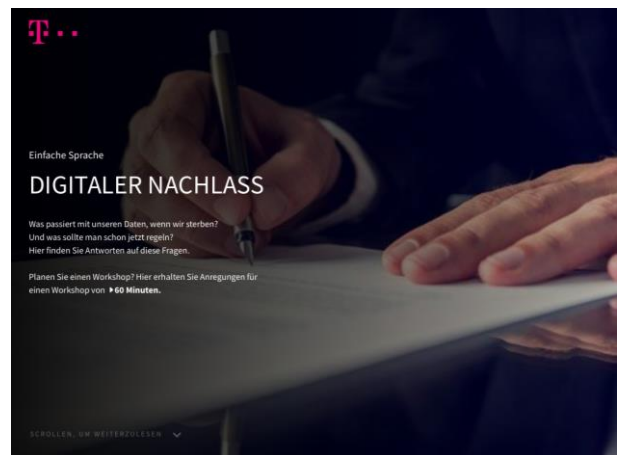 T
Einfache Sprache
DIGITALER NACHLASS
Was passiert mit unseren Daten, wenn wir sterben?
Und was sollte man schon jetzt regeln?
Hier finden Sie Antworten auf diese Fragen.
Planen Sie einen Workshop? Hier erhalten Sie Anregungen für
einen Workshop von 60 Minuten.
SCROLLEN, UM WEITERZULESEN